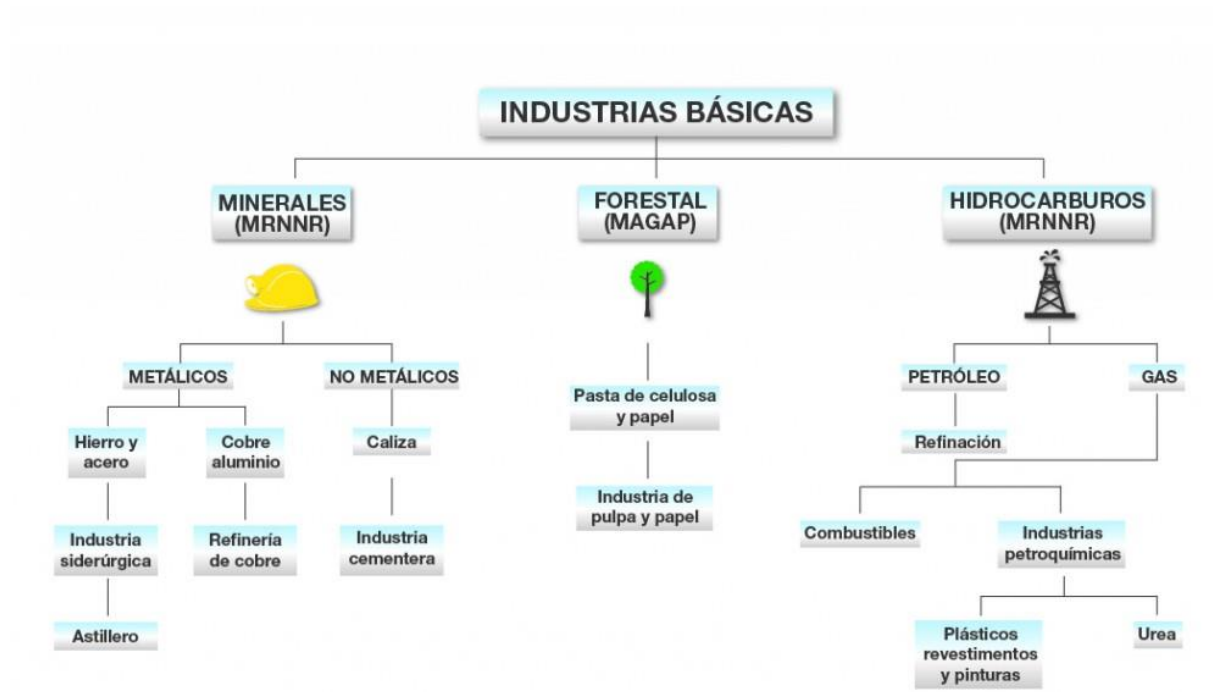 INDUSTRIAS BÁSICAS
MINERALES
(MRNNR)
FORESTAL
(MAGAP)
HIDROCARBUROS
(MRNNR)
METÁLICOS
NO METÁLICOS
PETRÓLEO
GAS
Pasta de celulosa
y papel
Hierro y
acero
Cobre
aluminio
Caliza
Refinación
Industria de
pulpa y papel
Industria
siderúrgica
Refinería
de cobre
Industria
cementera
Combustibles
Industrias
petroquímicas
Astillero
Plásticos
revestimentos
y pinturas
Urea